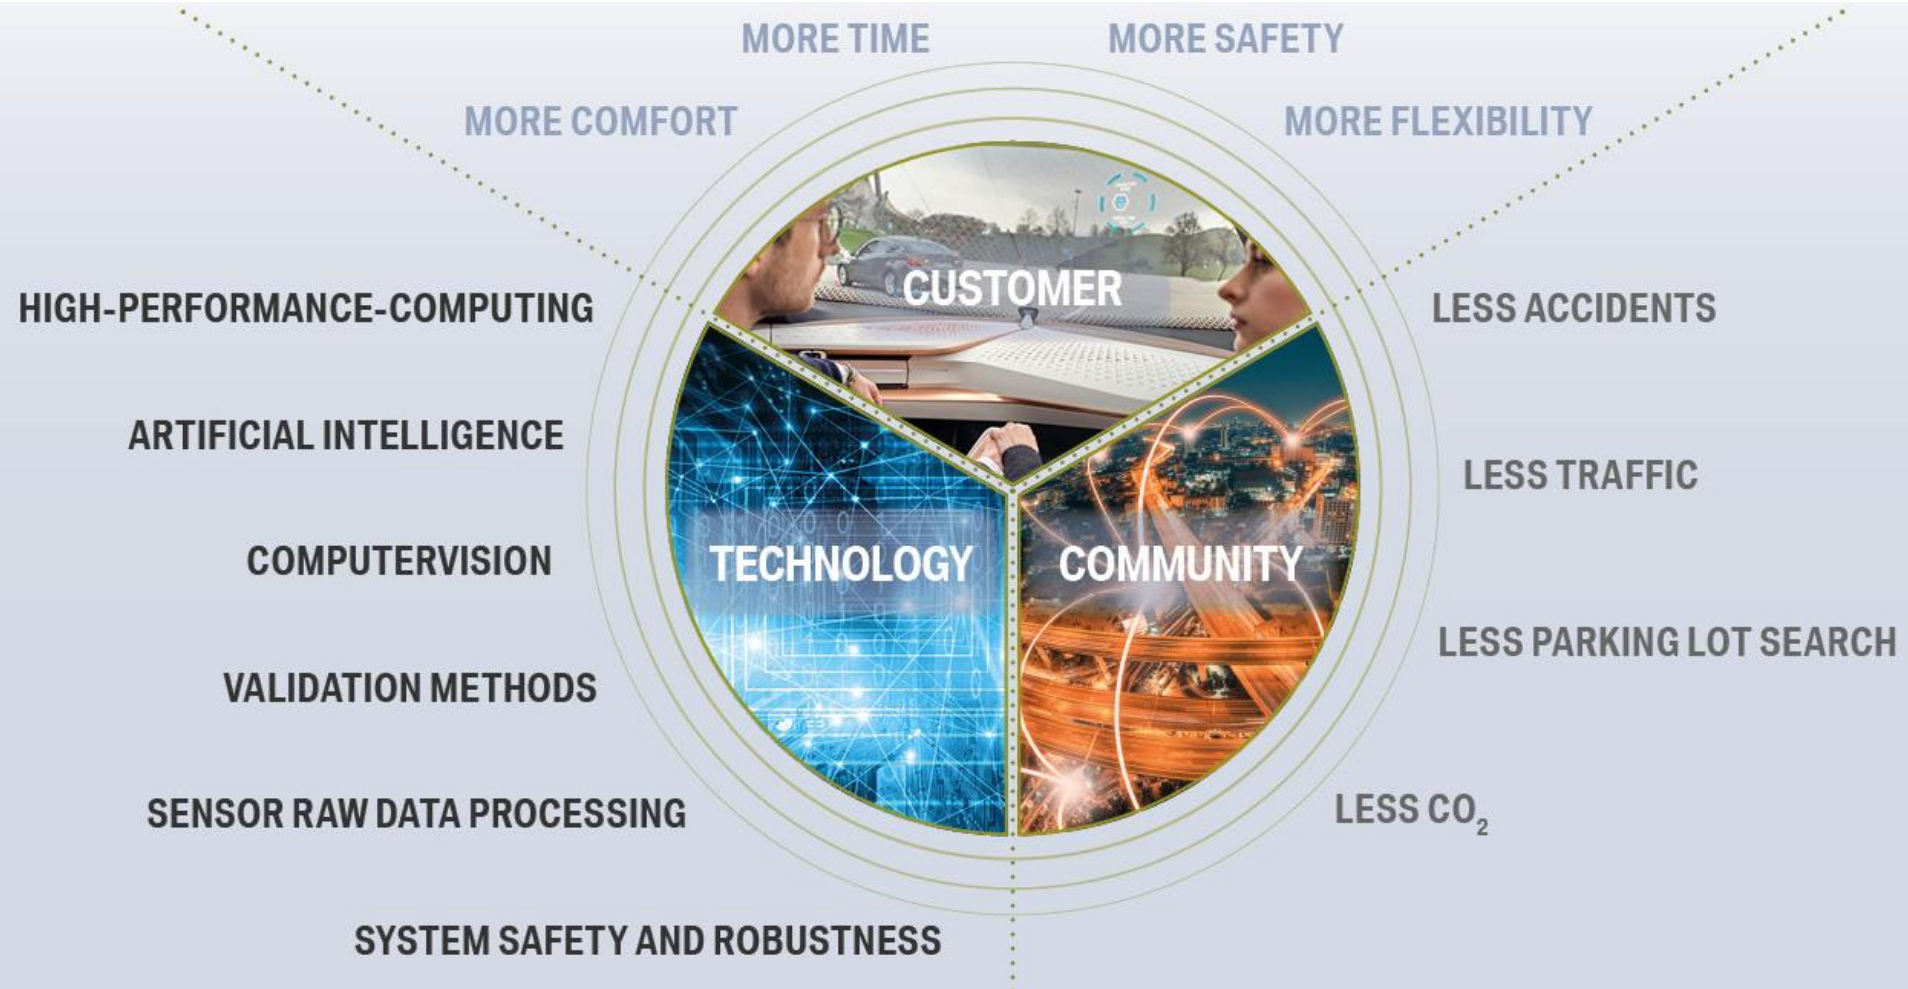 MORE TIME
MORE SAFETY
MORE COMFORT
MORE FLEXIBILITY
CUSTOMER
HIGH-PERFORMANCE-COMPUTING
ARTIFICIAL INTELLIGENCE
COMPUTERVISION
VALIDATION METHODS
SENSOR RAW DATA PROCESSING
SYSTEM SAFETY AND ROBUSTNESS
TECHNOLOGY
COMMUNITY
LESS ACCIDENTS
LESS TRAFFIC
LESS PARKING LOT SEARCH
LESS CO₂